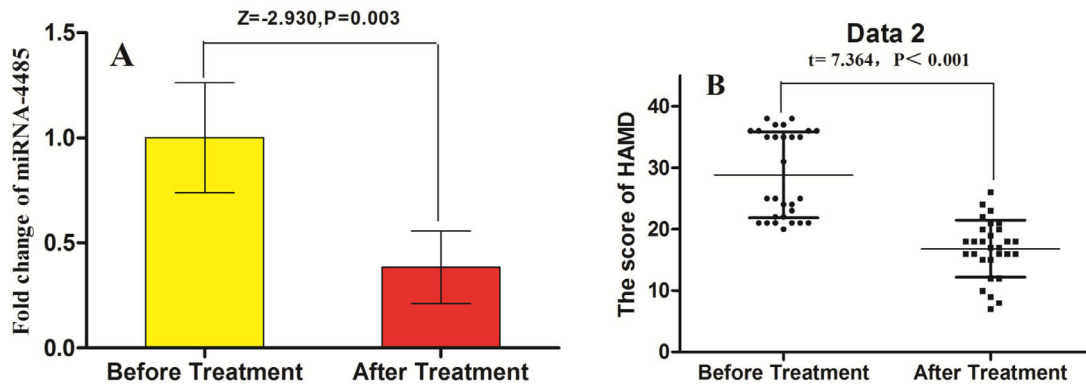 Z=-2.930,P=0.003
A
Fold change of miRNA-4485
1.5
1.0
0.5
0.0
Before Treatment
After Treatment
Data 2
t= 7.364, P< 0.001
B
The score of HAMD
40
30
20
10
0
Before Treatment
After Treatment